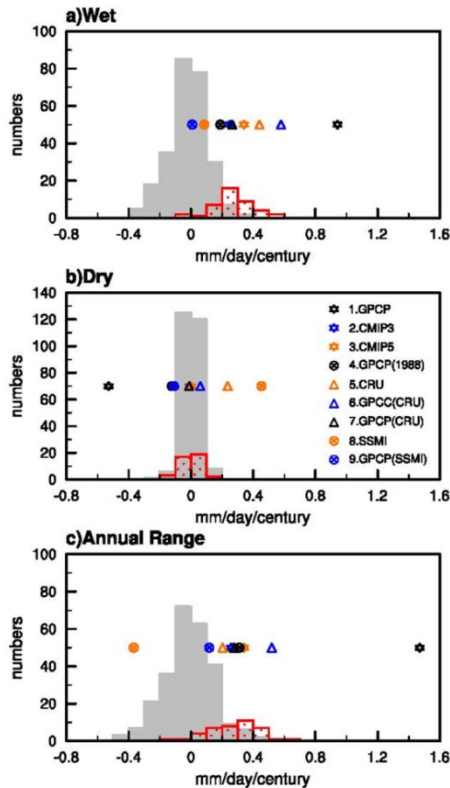 a)Wet
100
80
60
40
20
0
numbers
-0.8 -0.4 0 0.4 0.8 1.2 1.6
mm/day/century
b)Dry
140
120
100
80
60
40
20
0
numbers
1.GPCP
2.CMIP3
3.CMIP5
4.GPCP(1988)
5.CRU
6.GPCC(CRU)
7.GPCP(CRU)
8.SSMI
9.GPCP(SSMI)
-0.8 -0.4 0 0.4 0.8 1.2 1.6
mm/day/century
c)Annual Range
100
80
60
40
20
0
numbers
-0.8 -0.4 0 0.4 0.8 1.2 1.6
mm/day/century